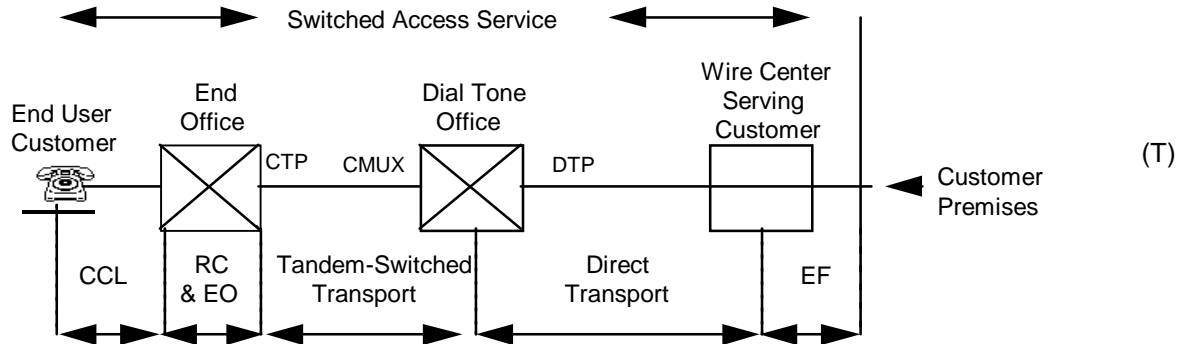 Switched Access Service
Wire Center
Serving
Customer
End
Office
Dial Tone
Office
End User
Customer
CTP
CMUX
DTP
(T)
Customer
Premises
CCL
RC
& EO
Tandem-Switched
Transport
Direct
Transport
EF